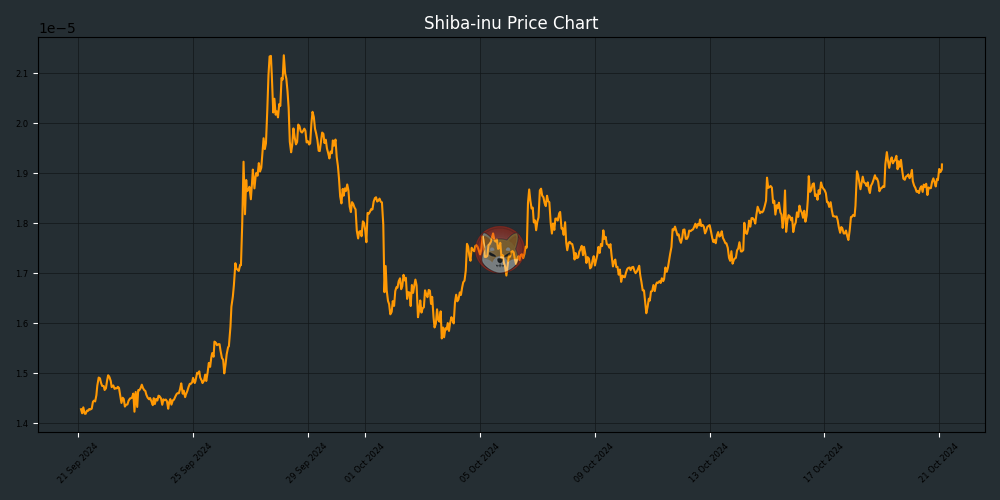 Shiba-inu Price Chart
1e−5
2.1
2.0
1.9
1.8
1.7
1.6
1.5
1.4
21 Sep 2024
25 Sep 2024
29 Sep 2024
01 Oct 2024
05 Oct 2024
09 Oct 2024
13 Oct 2024
17 Oct 2024
21 Oct 2024